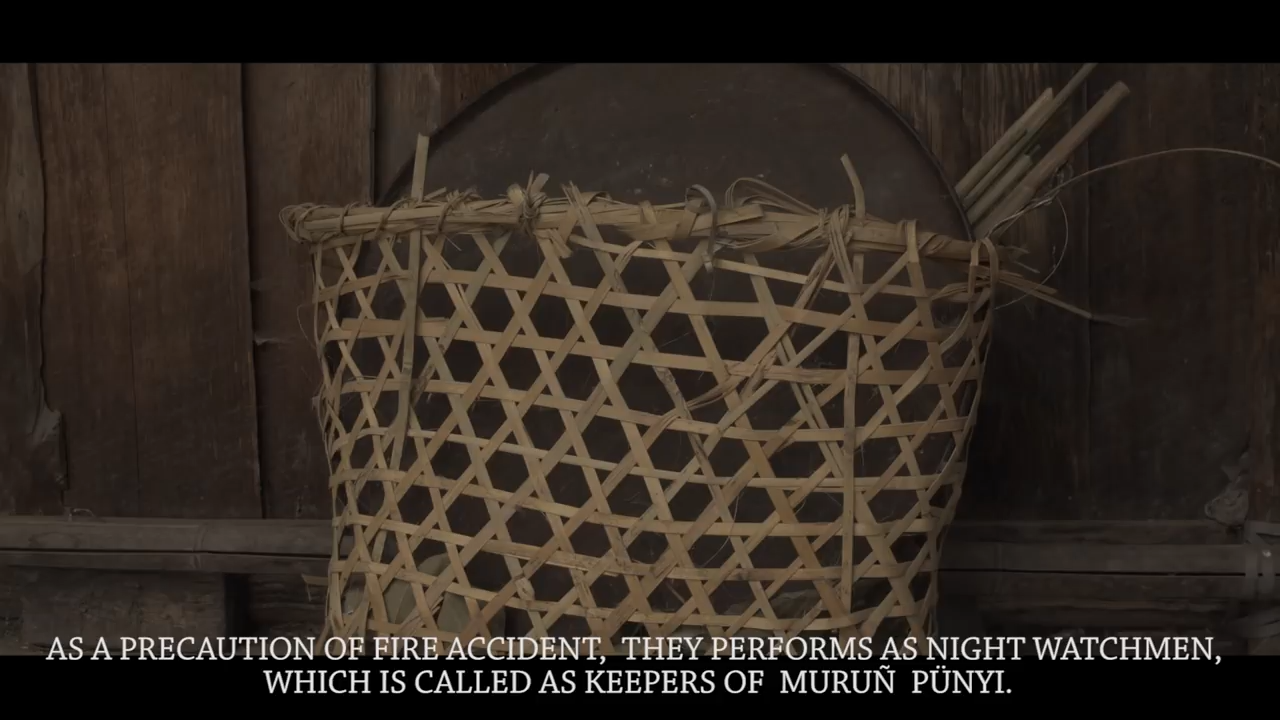 AS A PRECAUTION OF FIRE ACCIDENT, THEY PERFORMS AS NIGHT WATCHMEN,
WHICH IS CALLED AS KEEPERS OF MURUÑ PÜNYI.